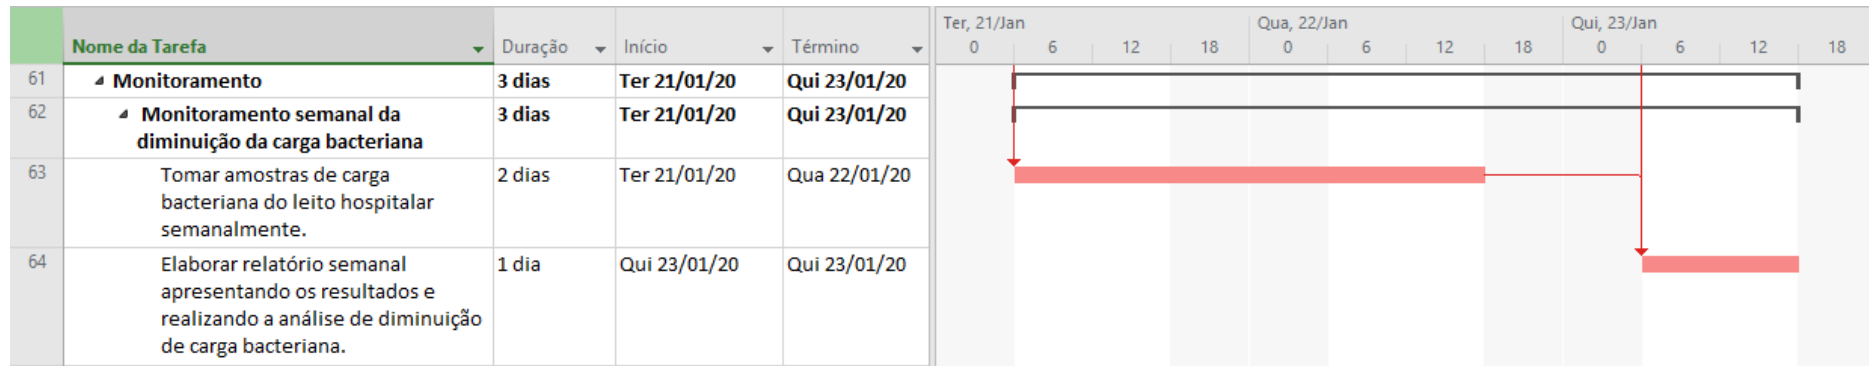 Ter, 21/Jan Qua, 22/Jan Qui, 23/Jan
Nome da Tarefa Duração Início Término 0 6 12 18 0 6 12 18 0 6 12 18
61 Monitoramento 3 dias Ter 21/01/20 Qui 23/01/20
62 Monitoramento semanal da 3 dias Ter 21/01/20 Qui 23/01/20
diminuição da carga bacteriana
63 Tomar amostras de carga 2 dias Ter 21/01/20 Qua 22/01/20
bacteriana do leito hospitalar
semanalmente.
64 Elaborar relatório semanal 1 dia Qui 23/01/20 Qui 23/01/20
apresentando os resultados e
realizando a análise de diminuição
de carga bacteriana.